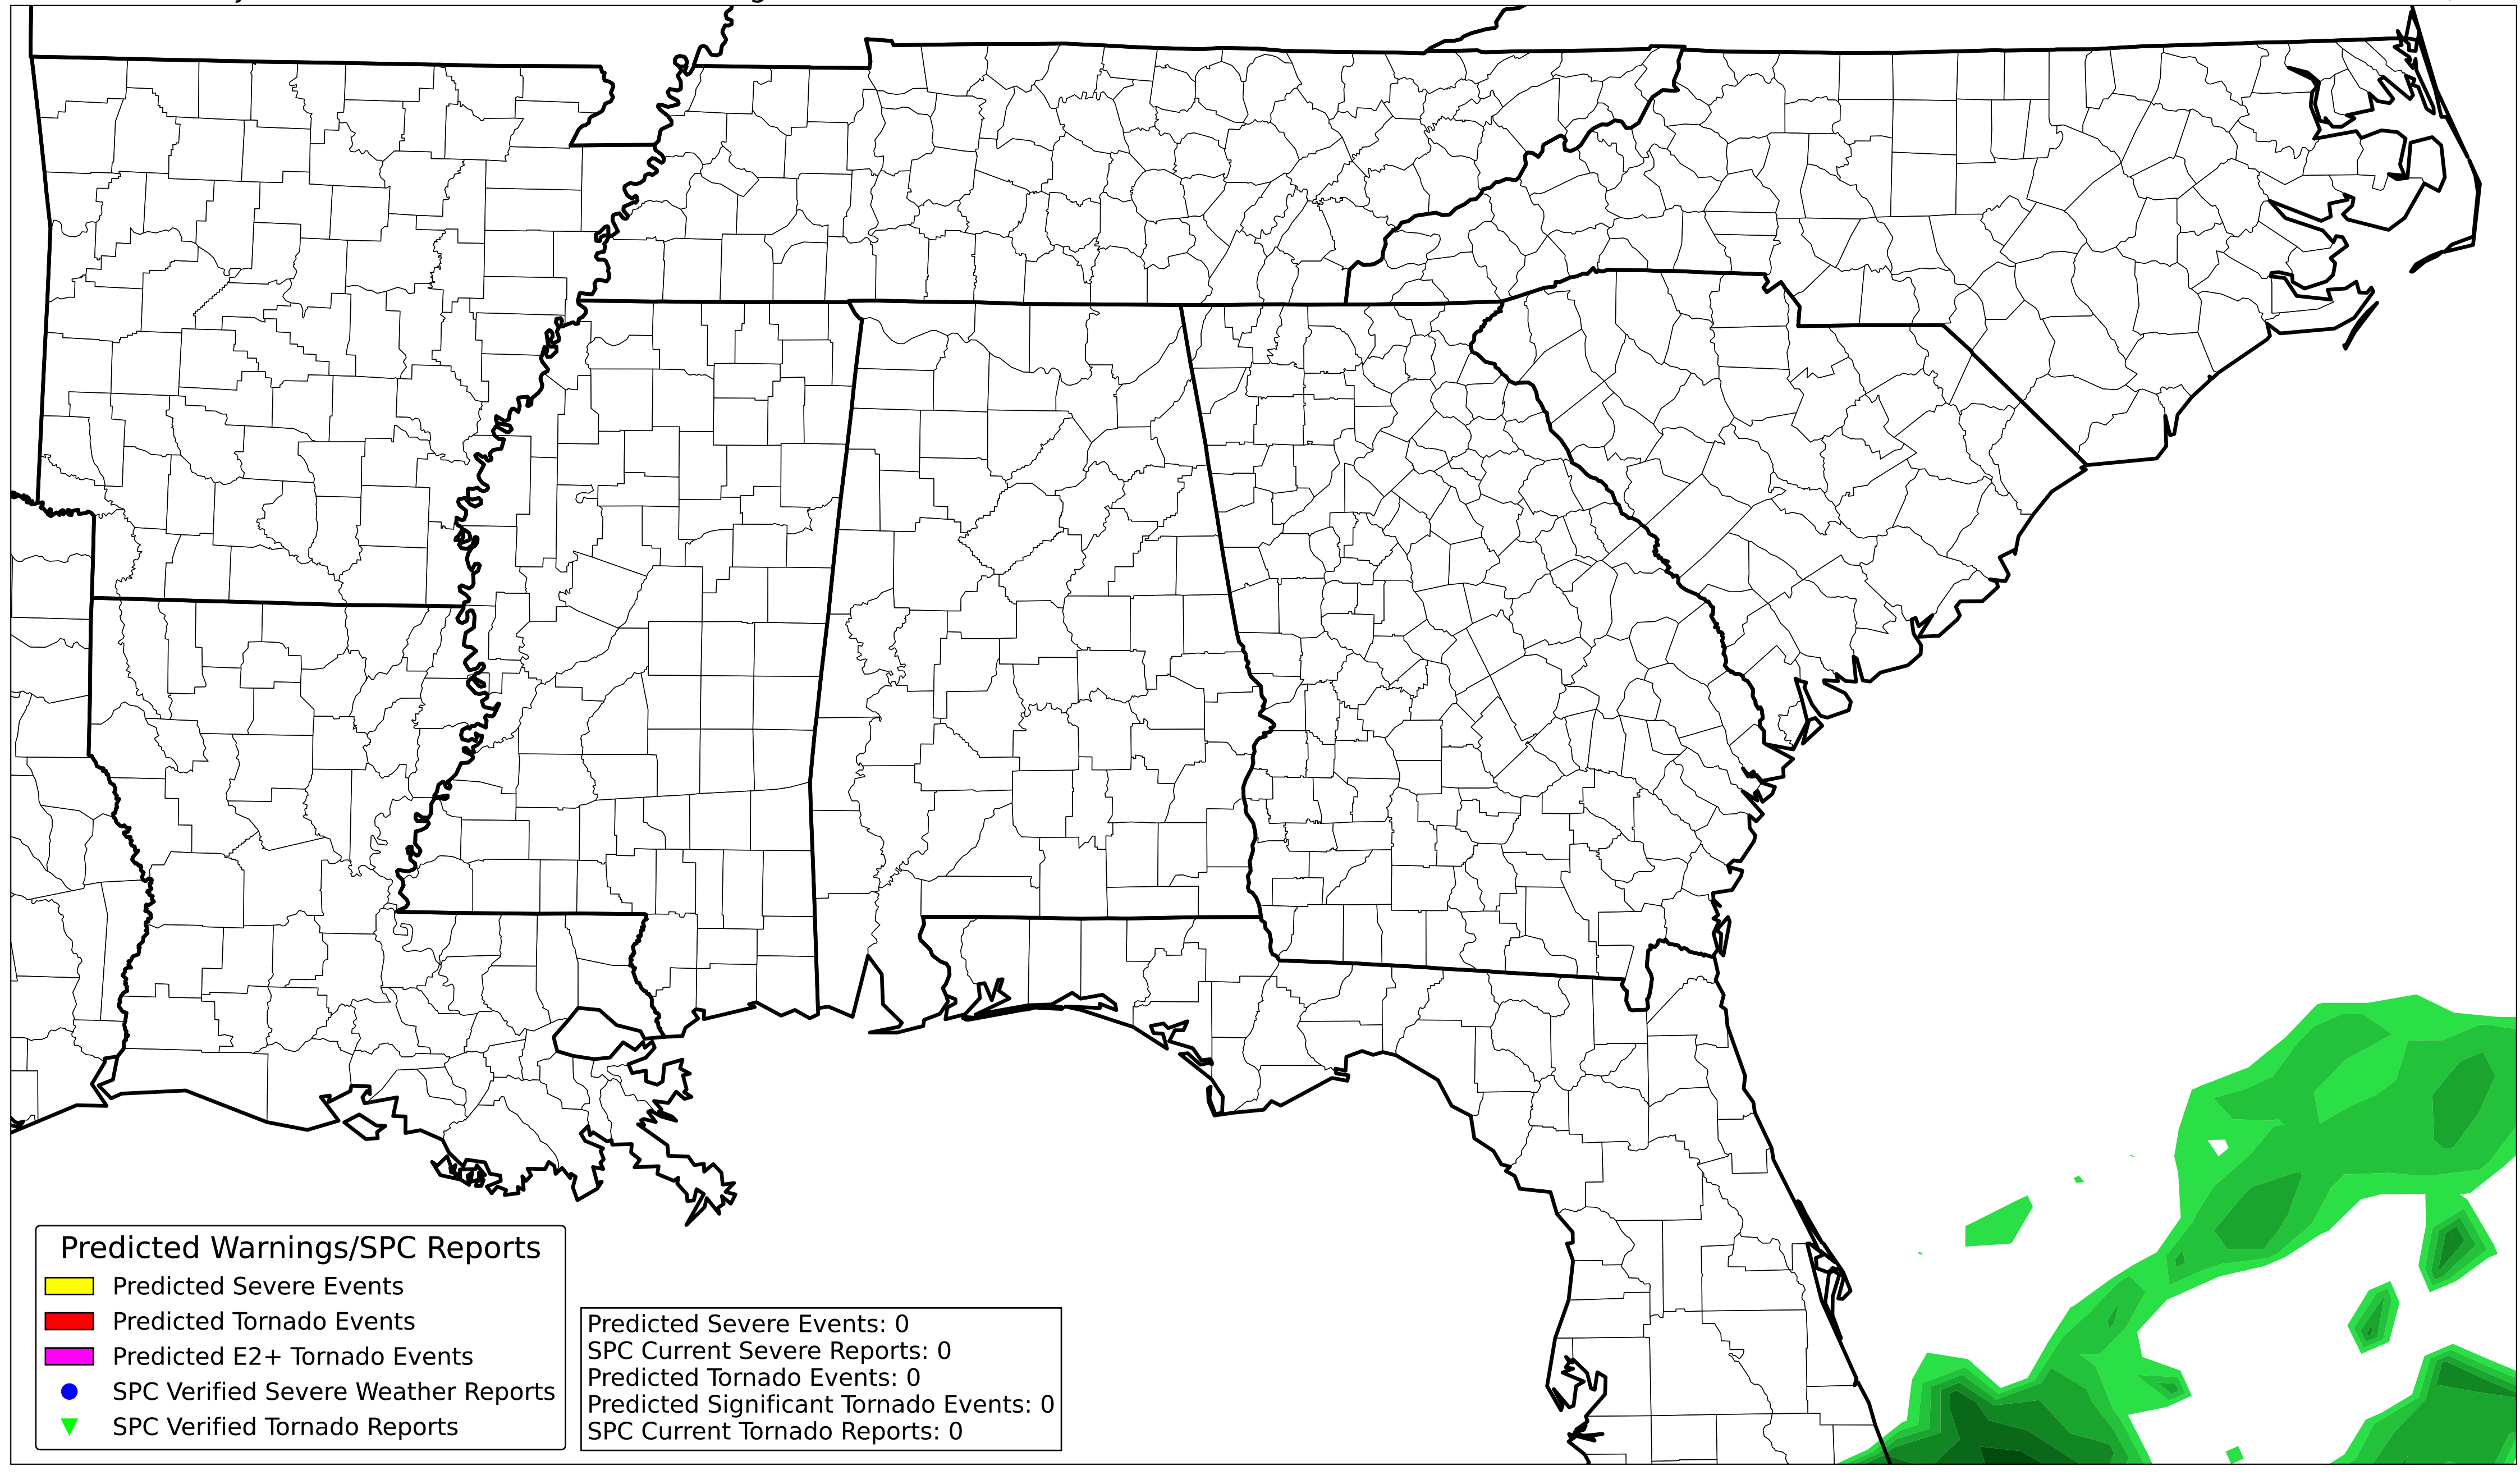 Predicted Warnings/SPC Reports
Predicted Severe Events
Predicted Tornado Events
Predicted E2+ Tornado Events
SPC Verified Severe Weather Reports
SPC Verified Tornado Reports
Predicted Severe Events: 0
SPC Current Severe Reports: 0
Predicted Tornado Events: 0
Predicted Significant Tornado Events: 0
SPC Current Tornado Reports: 0